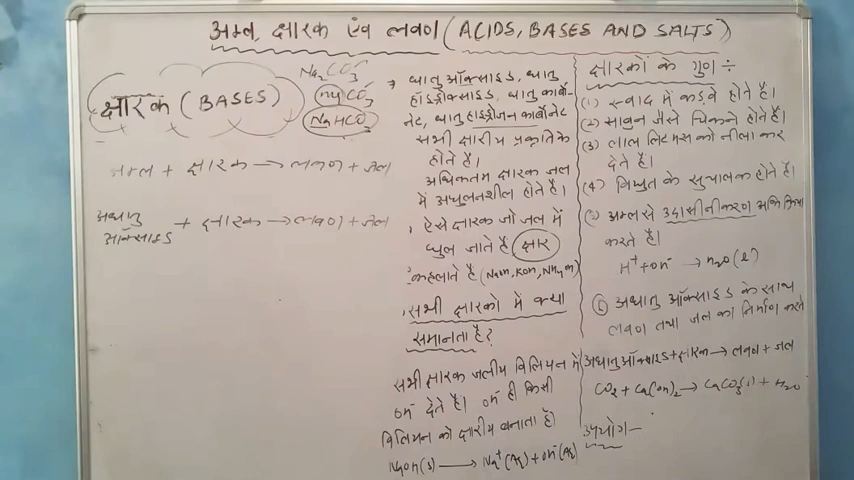 अम्ल, क्षारक एंव लवण (ACIDS, BASES AND SALTS)
क्षारक (BASES)
Na₂CO₃
CO₃
NaHCO₃
अम्ल + क्षारक → लवण + जल
अधातु ऑक्साइड + क्षारक → लवण + जल
धातु ऑक्साइड, धातु
हाइड्रोक्साइड, धातु कार्बो-
नेट, धातु हाइड्रोजन कार्बोनेट
सभी क्षारीय प्रकृति के
होते है।
अधिकतम क्षारक जल
में अघुलनशील होते है।
ऐसे क्षारक जो जल में
घुल जाते है क्षार
कहलाते है (NaOH, KOH, NH₄OH)
सभी क्षारको में क्या
समानता है?
सभी क्षारक जलीय विलियन में
OH⁻ देते है। OH⁻ ही किसी
विलियन को क्षारीय बनाता है।
NaOH(s) → Na⁺(Aq) + OH⁻(Aq)
क्षारकों के गुण ÷
(1) स्वाद में कड़वे होते है।
(2) साबुन जैसे चिकने होते है।
(3) लाल लिटमस को नीला कर
देते है।
(4) विधुत के सुचालक होते है।
अम्ल से उदासीनीकरण अभिक्रिया
करते है।
H⁺ + OH⁻ → H₂O (l)
(6) अधातु ऑक्साइड के साथ
लवण तथा जल का निर्माण करते
अधातु ऑक्साइड + क्षारक → लवण + जल
CO₂ + Ca(OH)₂ → CaCO₃(s) + H₂O
उपयोग —